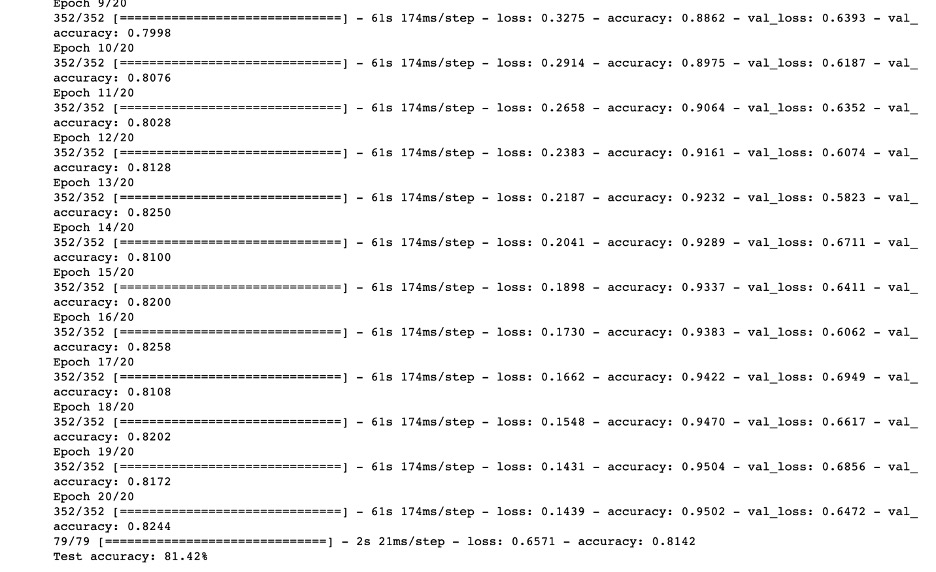 Epoch 9/20
352/352 [==============================] - 61s 174ms/step - loss: 0.3275 - accuracy: 0.8862 - val_loss: 0.6393 - val_
accuracy: 0.7998
Epoch 10/20
352/352 [==============================] - 61s 174ms/step - loss: 0.2914 - accuracy: 0.8975 - val_loss: 0.6187 - val_
accuracy: 0.8076
Epoch 11/20
352/352 [==============================] - 61s 174ms/step - loss: 0.2658 - accuracy: 0.9064 - val_loss: 0.6352 - val_
accuracy: 0.8028
Epoch 12/20
352/352 [==============================] - 61s 174ms/step - loss: 0.2383 - accuracy: 0.9161 - val_loss: 0.6074 - val_
accuracy: 0.8128
Epoch 13/20
352/352 [==============================] - 61s 174ms/step - loss: 0.2187 - accuracy: 0.9232 - val_loss: 0.5823 - val_
accuracy: 0.8250
Epoch 14/20
352/352 [==============================] - 61s 174ms/step - loss: 0.2041 - accuracy: 0.9289 - val_loss: 0.6711 - val_
accuracy: 0.8100
Epoch 15/20
352/352 [==============================] - 61s 174ms/step - loss: 0.1898 - accuracy: 0.9337 - val_loss: 0.6411 - val_
accuracy: 0.8200
Epoch 16/20
352/352 [==============================] - 61s 174ms/step - loss: 0.1730 - accuracy: 0.9383 - val_loss: 0.6062 - val_
accuracy: 0.8258
Epoch 17/20
352/352 [==============================] - 61s 174ms/step - loss: 0.1662 - accuracy: 0.9422 - val_loss: 0.6949 - val_
accuracy: 0.8108
Epoch 18/20
352/352 [==============================] - 61s 174ms/step - loss: 0.1548 - accuracy: 0.9470 - val_loss: 0.6617 - val_
accuracy: 0.8202
Epoch 19/20
352/352 [==============================] - 61s 174ms/step - loss: 0.1431 - accuracy: 0.9504 - val_loss: 0.6856 - val_
accuracy: 0.8172
Epoch 20/20
352/352 [==============================] - 61s 174ms/step - loss: 0.1439 - accuracy: 0.9502 - val_loss: 0.6472 - val_
accuracy: 0.8244
79/79 [==============================] - 2s 21ms/step - loss: 0.6571 - accuracy: 0.8142
Test accuracy: 81.42%